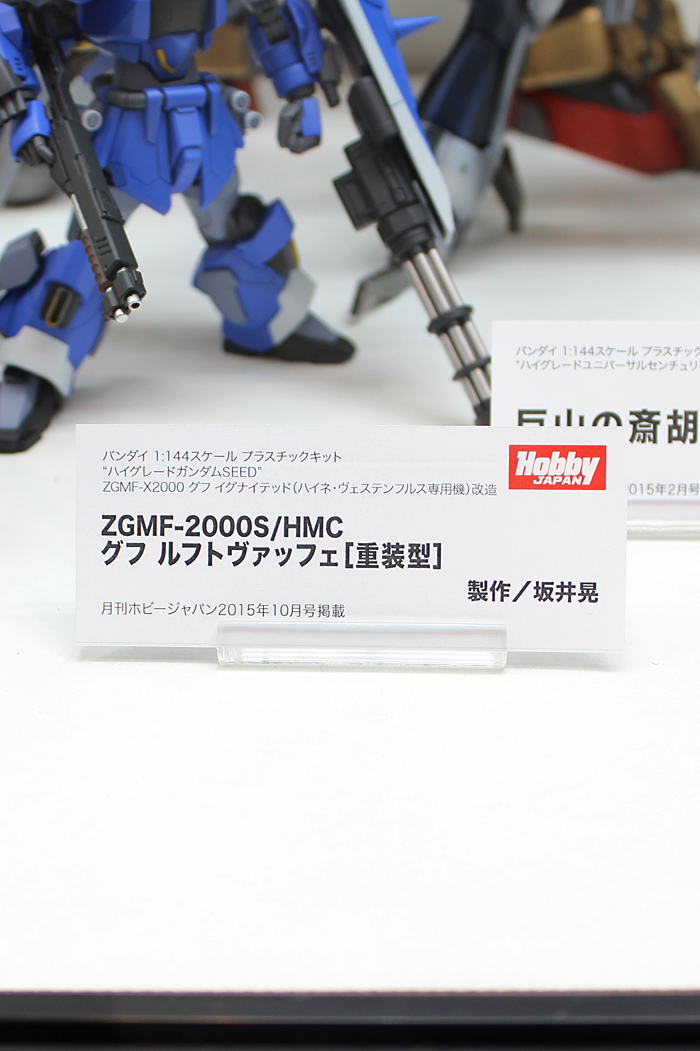 バンダイ 1:144スケール プラスチックキット
“ハイグレードガンダムSEED”
ZGMF-X2000 グフ イグナイテッド（ハイネ・ヴェステンフルス専用機）改造
Hobby
JAPAN
ZGMF-2000S/HMC
グフ ルフトヴァッフェ［重装型］
製作／坂井晃
月刊ホビージャパン2015年10月号掲載
バンダイ 1:144スケール プラスチック
“ハイグレードユニバーサルセンチュリ
山の斎胡
2015年2月号